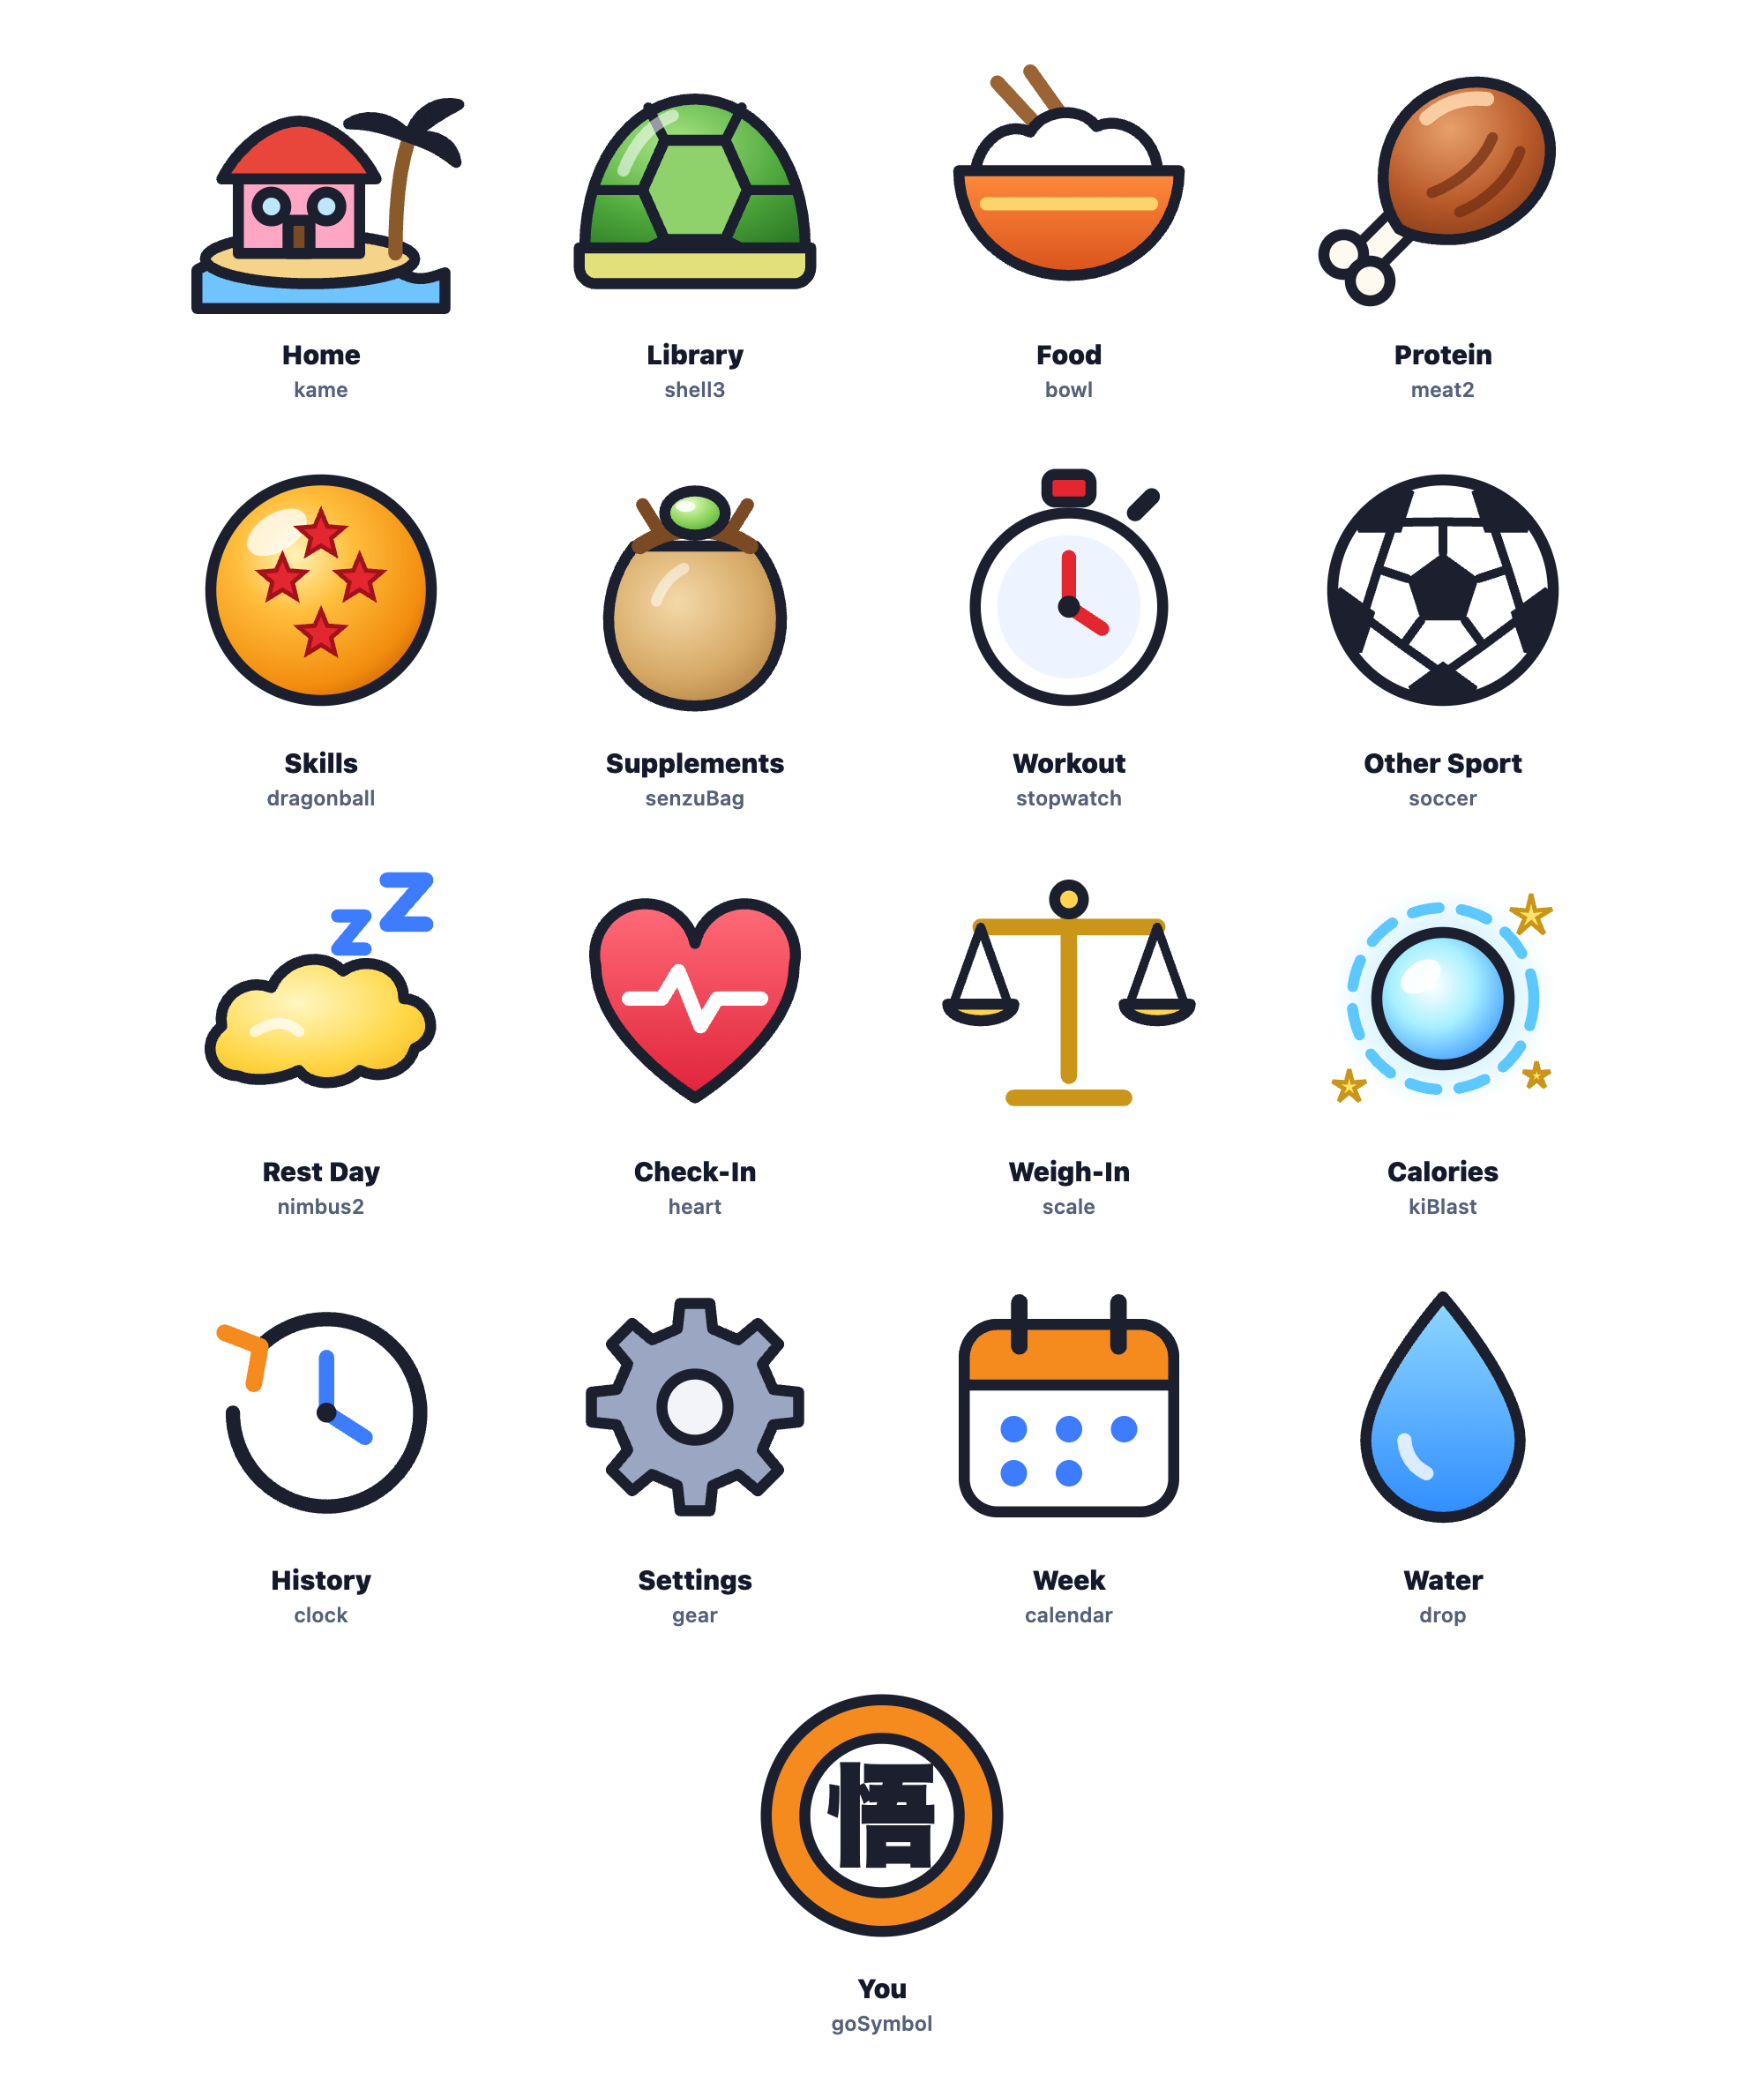 Home
kame
Library
shell3
Food
bowl
Protein
meat2
Skills
dragonball
Supplements
senzuBag
Workout
stopwatch
Other Sport
soccer
zz
Rest Day
nimbus2
Check-In
heart
Weigh-In
scale
Calories
kiBlast
History
clock
Settings
gear
Week
calendar
Water
drop
悟
You
goSymbol